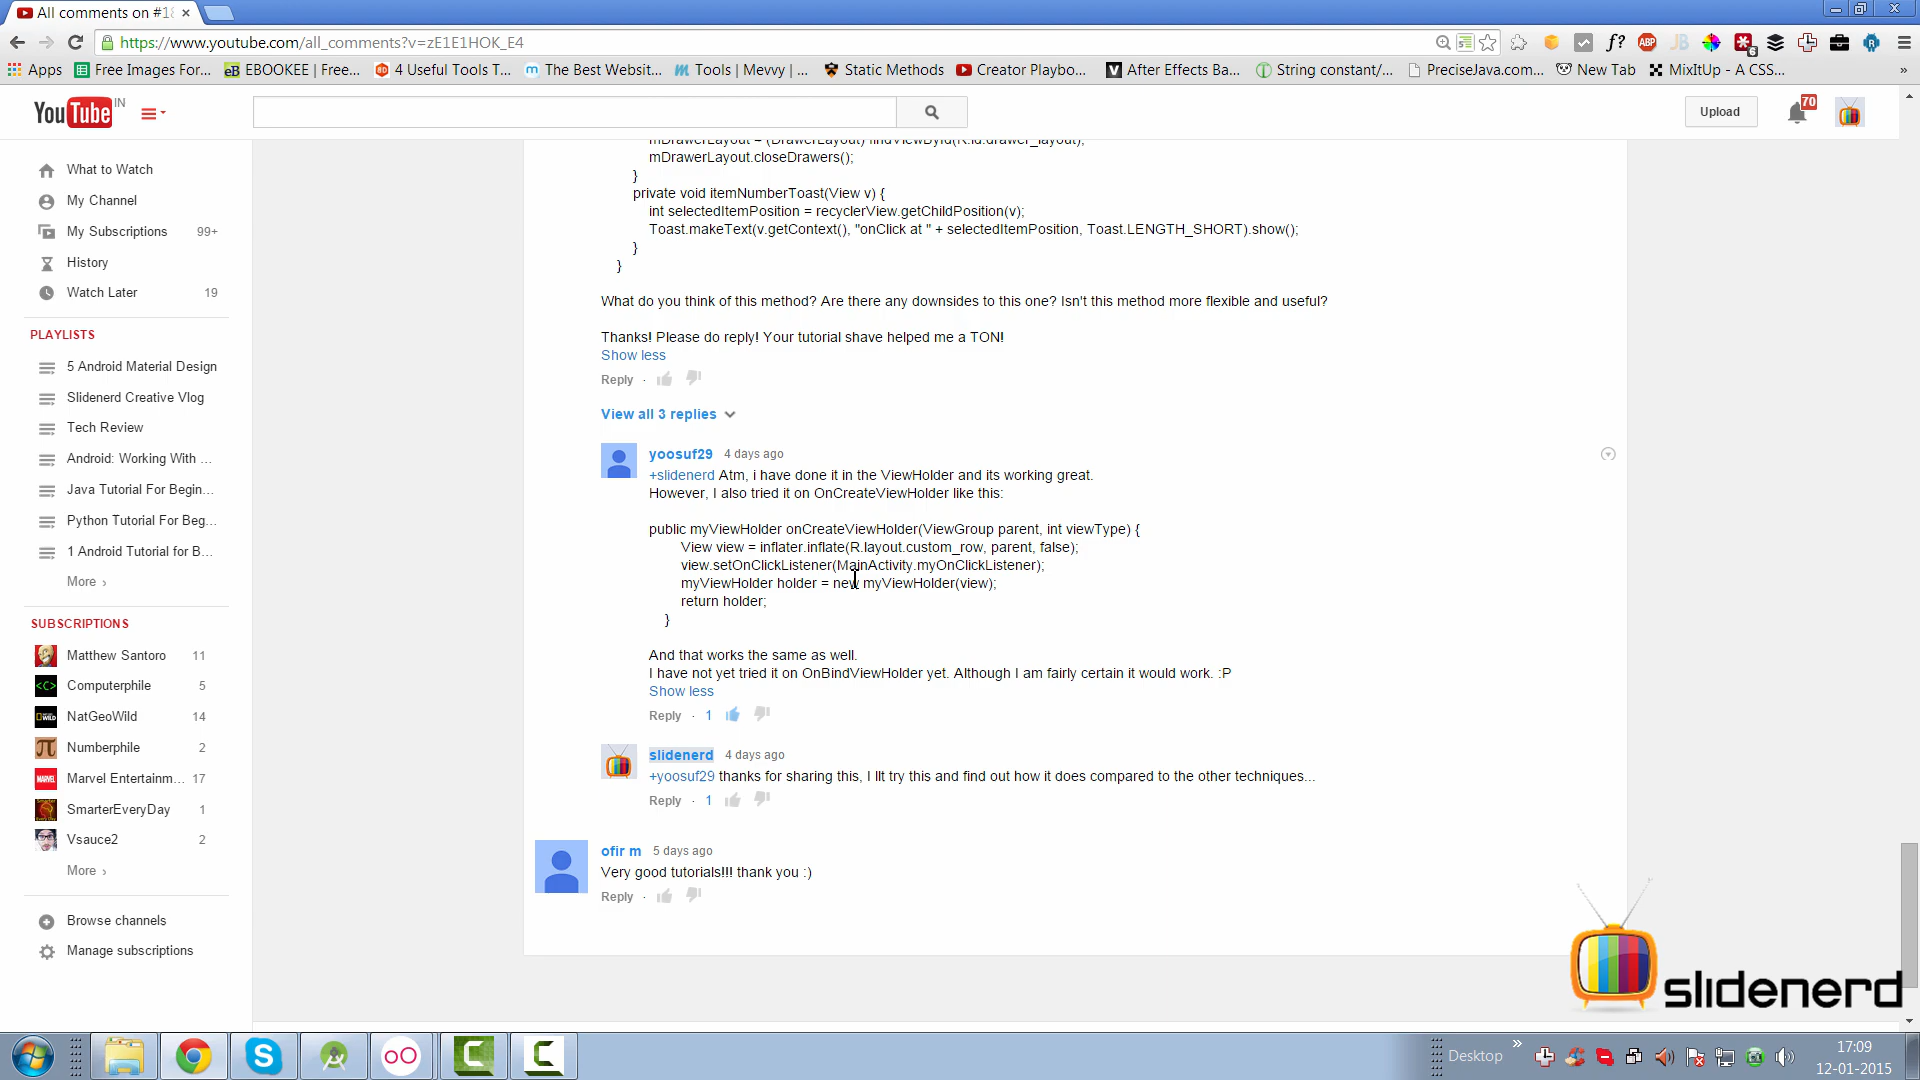 All comments on #18
https://www.youtube.com/all_comments?v=zE1E1HOK_E4
Apps
Free Images For...
EBOOKEE | Free...
4 Useful Tools T...
The Best Websit...
Tools | Mevvy | ...
Static Methods
Creator Playbo...
After Effects Ba...
String constant/...
PreciseJava.com...
New Tab
MixItUp - A CSS...
YouTube IN
Upload
70
What to Watch
My Channel
My Subscriptions 99+
History
Watch Later 19
PLAYLISTS
5 Android Material Design
Slidenerd Creative Vlog
Tech Review
Android: Working With ...
Java Tutorial For Begin...
Python Tutorial For Beg...
1 Android Tutorial for B...
More ›
SUBSCRIPTIONS
Matthew Santoro 11
Computerphile 5
NatGeoWild 14
Numberphile 2
Marvel Entertainm... 17
SmarterEveryDay 1
Vsauce2 2
More ›
Browse channels
Manage subscriptions
mDrawerLayout = (DrawerLayout) findViewById(R.id.drawer_layout);
mDrawerLayout.closeDrawers();
}
private void itemNumberToast(View v) {
int selectedItemPosition = recyclerView.getChildPosition(v);
Toast.makeText(v.getContext(), "onClick at " + selectedItemPosition, Toast.LENGTH_SHORT).show();
}
}
What do you think of this method? Are there any downsides to this one? Isn't this method more flexible and useful?
Thanks! Please do reply! Your tutorial shave helped me a TON!
Show less
Reply ·
View all 3 replies
yoosuf29 4 days ago
+slidenerd Atm, i have done it in the ViewHolder and its working great.
However, I also tried it on OnCreateViewHolder like this:
public myViewHolder onCreateViewHolder(ViewGroup parent, int viewType) {
View view = inflater.inflate(R.layout.custom_row, parent, false);
view.setOnClickListener(MainActivity.myOnClickListener);
myViewHolder holder = new myViewHolder(view);
return holder;
}
And that works the same as well.
I have not yet tried it on OnBindViewHolder yet. Although I am fairly certain it would work. :P
Show less
Reply · 1
slidenerd 4 days ago
+yoosuf29 thanks for sharing this, I llt try this and find out how it does compared to the other techniques...
Reply · 1
ofir m 5 days ago
Very good tutorials!!! thank you :)
Reply ·
slidenerd
Desktop
17:09
12-01-2015